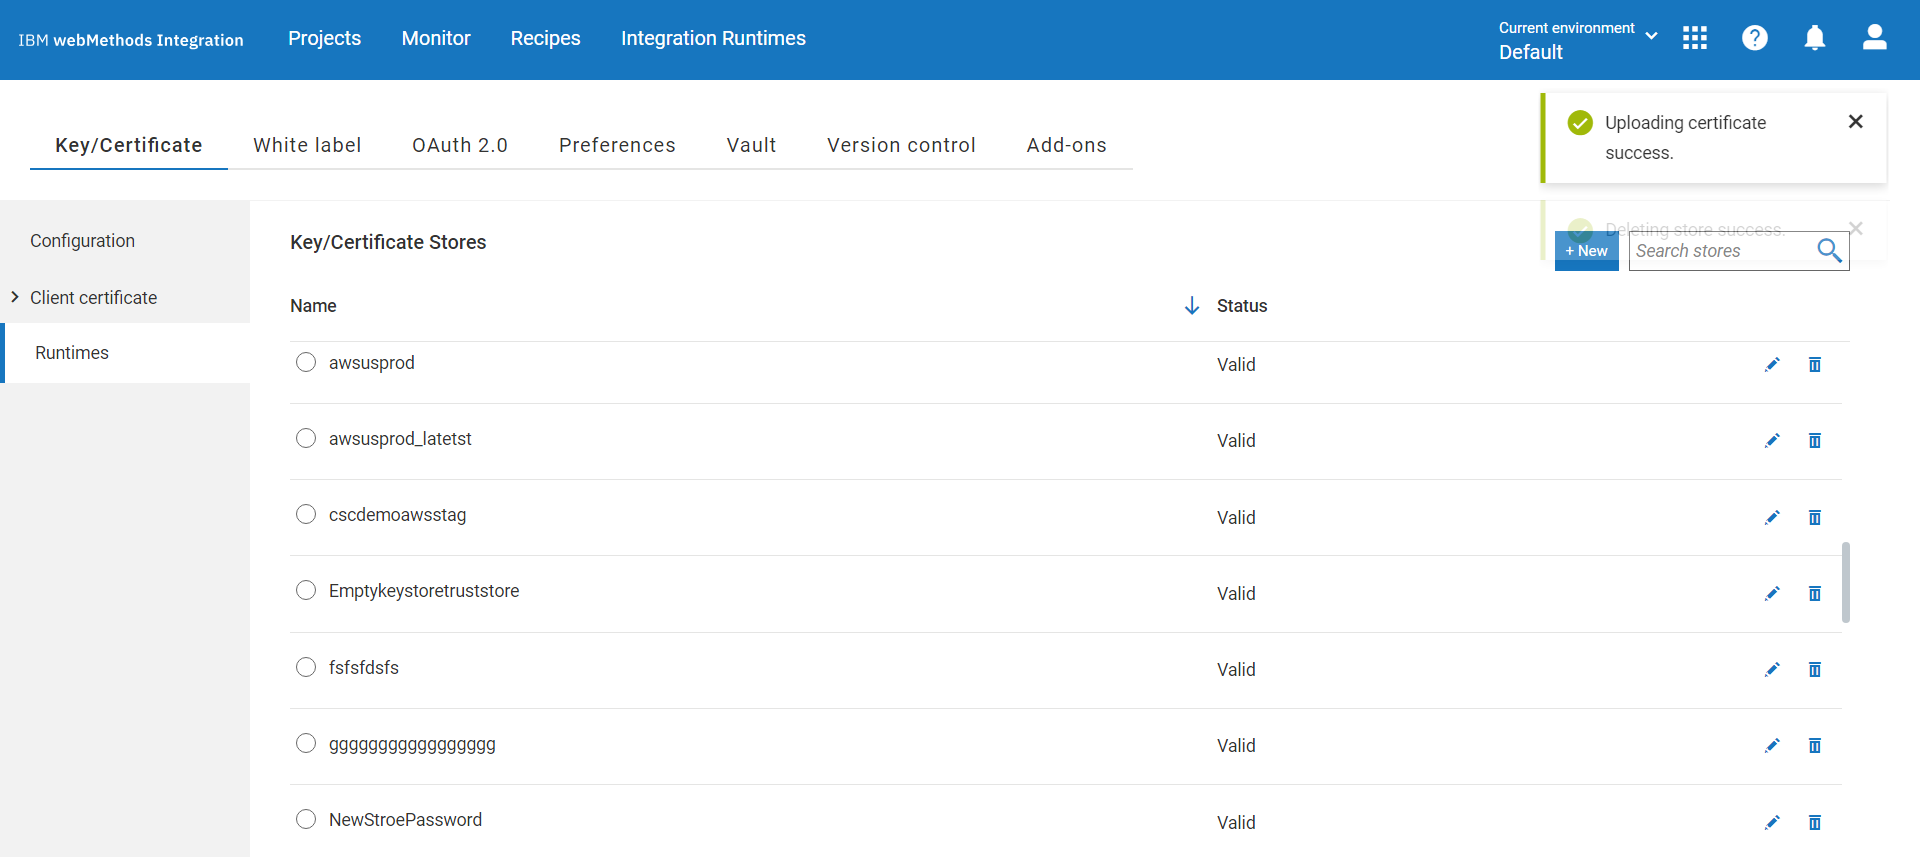 IBM webMethods Integration
Projects
Monitor
Recipes
Integration Runtimes
Current environment
Default
Key/Certificate
White label
OAuth 2.0
Preferences
Vault
Version control
Add-ons
Uploading certificate
success.
Deleting store success.
Configuration
Client certificate
Runtimes
Key/Certificate Stores
+ New
Search stores
Name
Status
awsusprod
Valid
awsusprod_latetst
Valid
cscdemoawsstag
Valid
Emptykeystoretruststore
Valid
fsfsfdsfs
Valid
ggggggggggggggggg
Valid
NewStroePassword
Valid